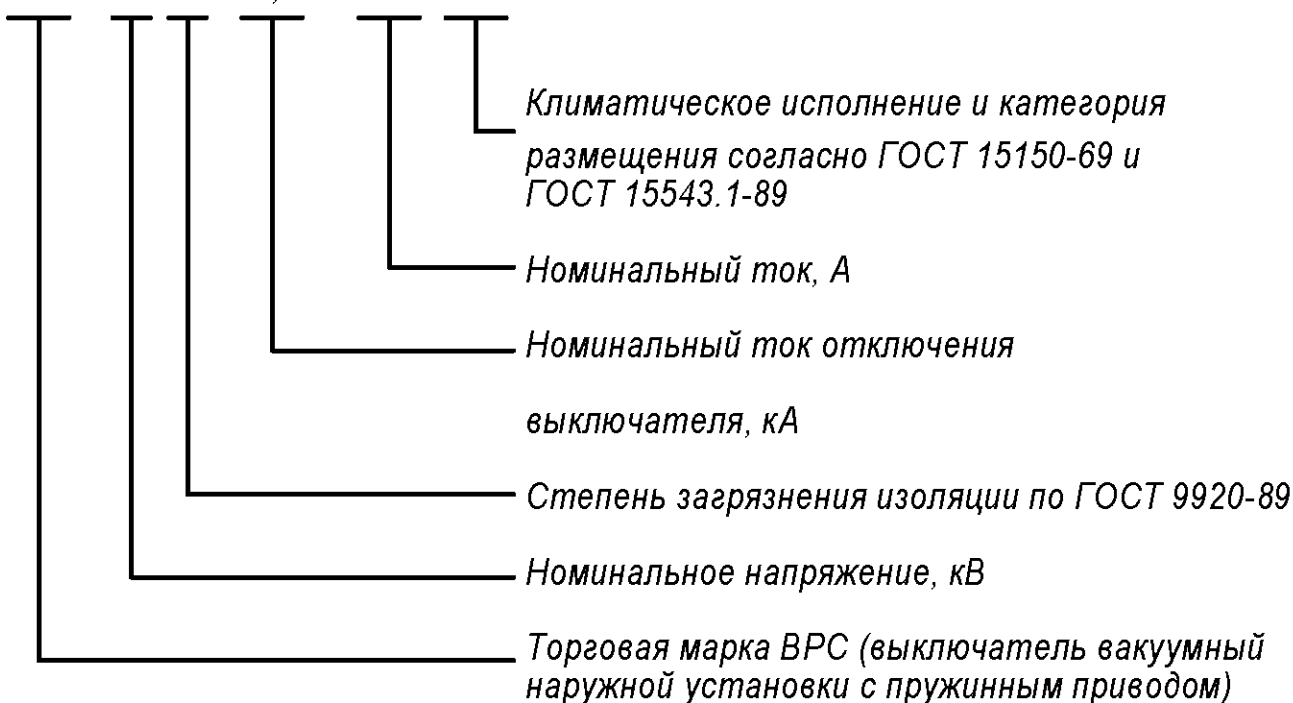 Климатическое исполнение и категория
размещения согласно ГОСТ 15150-69 и
ГОСТ 15543.1-89
Номинальный ток, А
Номинальный ток отключения
выключателя, кА
Степень загрязнения изоляции по ГОСТ 9920-89
Номинальное напряжение, кВ
Торговая марка ВРС (выключатель вакуумный
наружной установки с пружинным приводом)